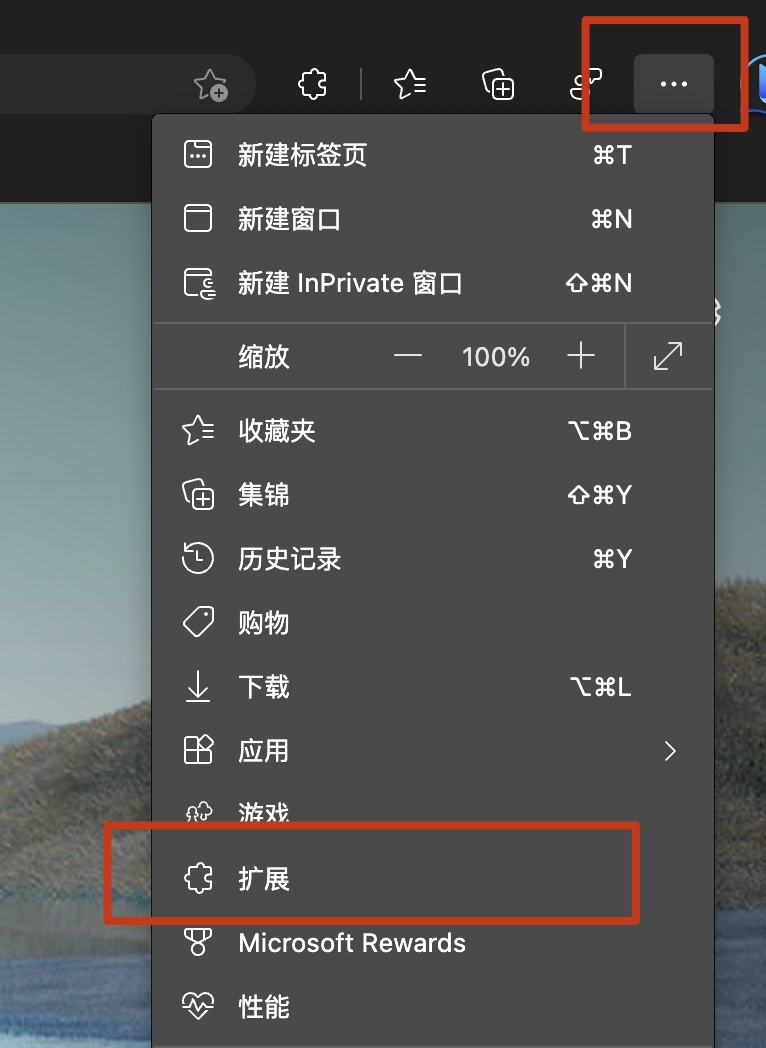 新建标签页 ⌘T
新建窗口 ⌘N
新建 InPrivate 窗口 ⇧⌘N
缩放 — 100% +
收藏夹 ⌥⌘B
集锦 ⇧⌘Y
历史记录 ⌘Y
购物
下载 ⌥⌘L
应用
游戏
扩展
Microsoft Rewards
性能